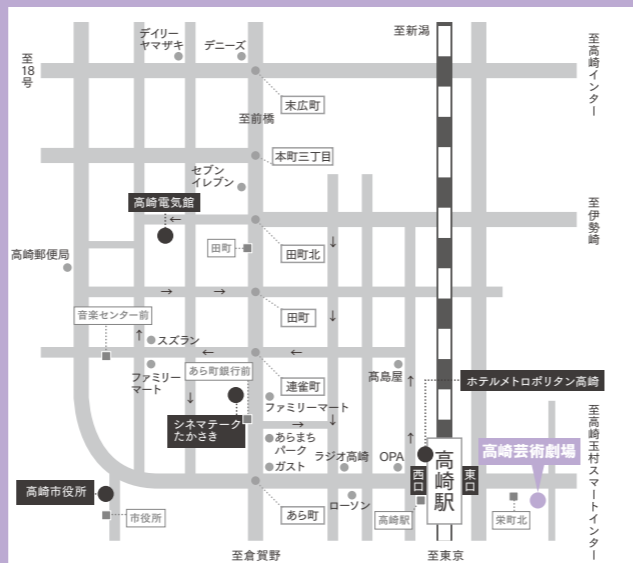 デイリー
ヤマザキ
デニーズ
至新潟
至高崎インター
至18号
末広町
至前橋
本町三丁目
セブン
イレブン
高崎電気館
←
至伊勢崎
田町
田町北
↓
高崎郵便局
→
→
田町
↓
音楽センター前
↑
スズラン
←
←
ファミリー
マート
あら町銀行前
連雀町
髙島屋
↑
ホテルメトロポリタン高崎
↓
シネマテーク
たかさき
ファミリーマート
→
↓
あらまち
パーク
ガスト
ラジオ高崎
OPA
↑
西口
高崎駅
東口
高崎芸術劇場
至高崎玉村スマートインター
高崎市役所
市役所
あら町
ローソン
高崎駅
栄町北
至倉賀野
至東京